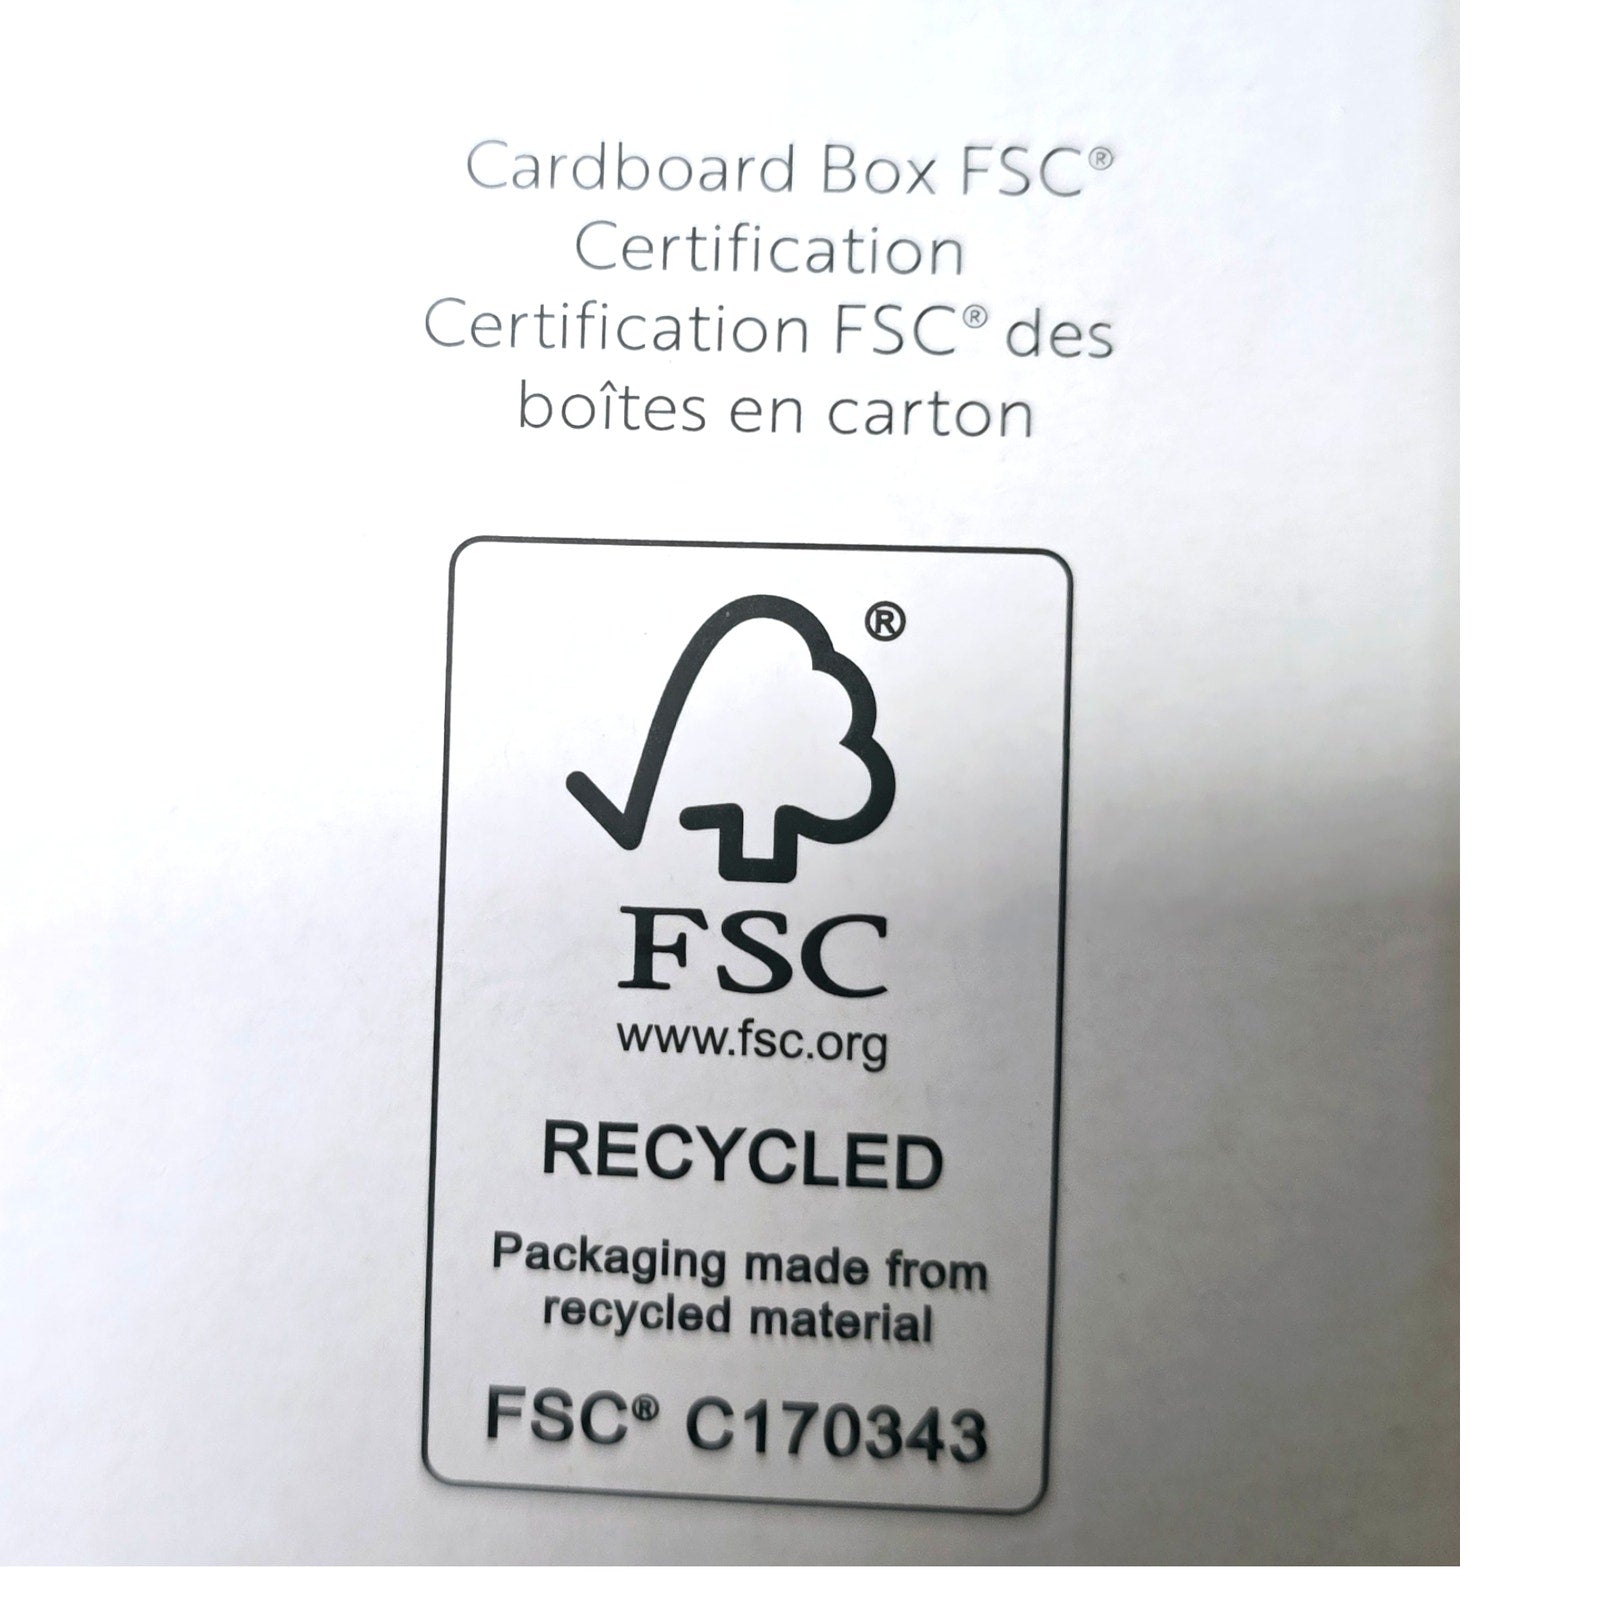 Cardboard Box FSC®
Certification
Certification FSC® des
boîtes en carton
®
FSC
www.fsc.org
RECYCLED
Packaging made from
recycled material
FSC® C170343